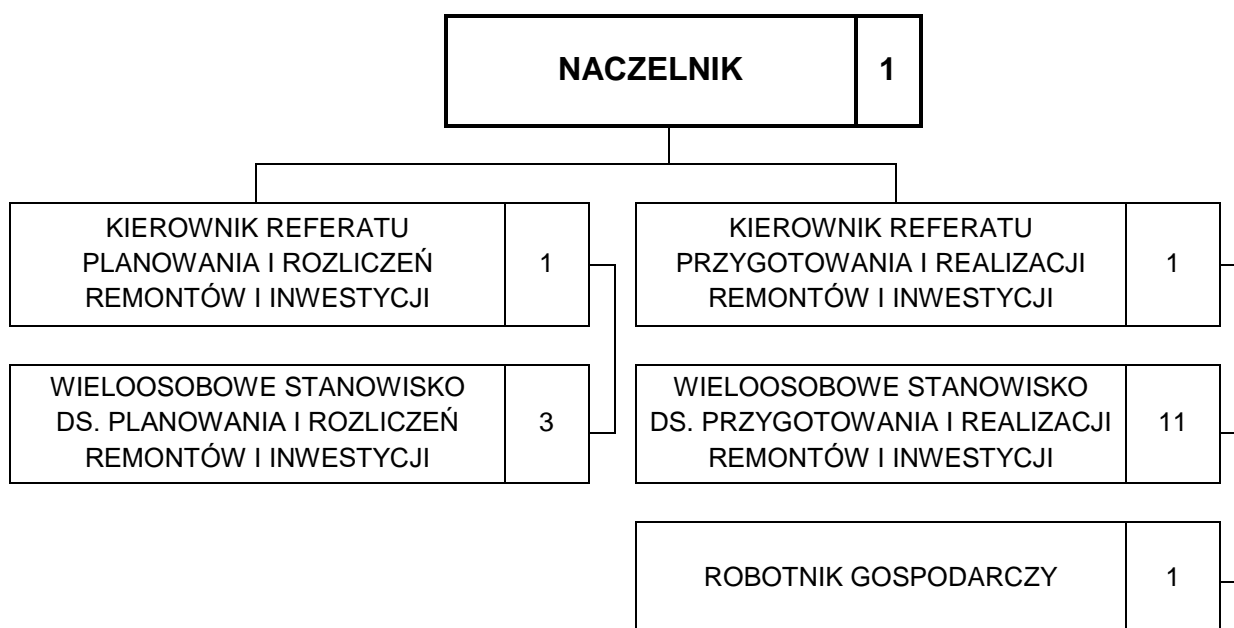 NACZELNIK 1
KIEROWNIK REFERATU
PLANOWANIA I ROZLICZEŃ 1
REMONTÓW I INWESTYCJI
KIEROWNIK REFERATU
PRZYGOTOWANIA I REALIZACJI 1
REMONTÓW I INWESTYCJI
WIELOOSOBOWE STANOWISKO
DS. PLANOWANIA I ROZLICZEŃ 3
REMONTÓW I INWESTYCJI
WIELOOSOBOWE STANOWISKO
DS. PRZYGOTOWANIA I REALIZACJI 11
REMONTÓW I INWESTYCJI
ROBOTNIK GOSPODARCZY 1